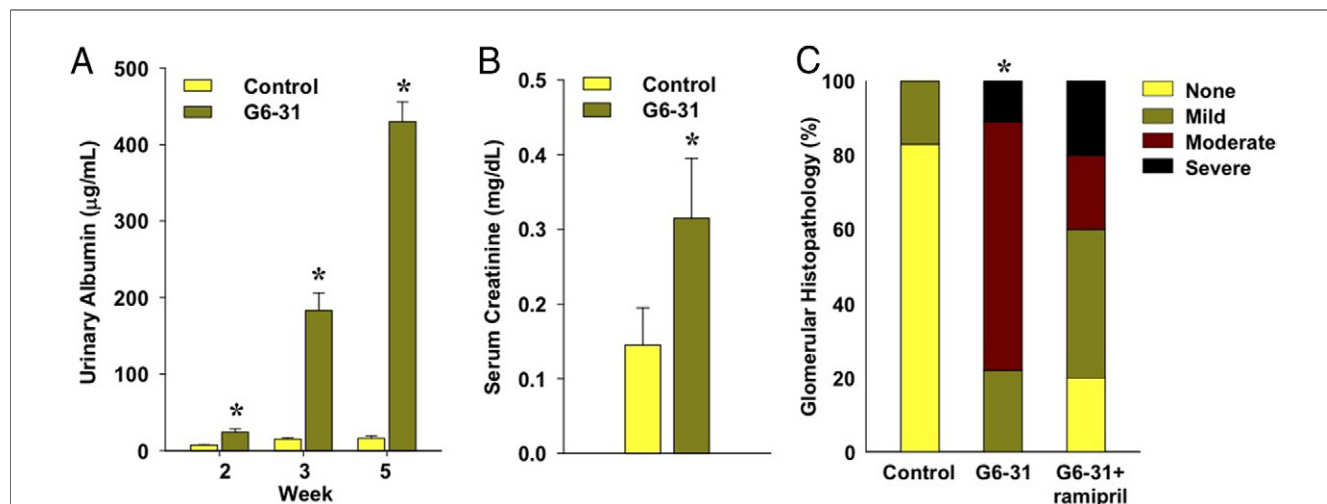 A
Urinary Albumin (μg/mL)
500
400
300
200
100
0
Control
G6-31
*
*
*
2 3 5
Week
B
Serum Creatinine (mg/dL)
0.5
0.4
0.3
0.2
0.1
0.0
Control
G6-31
*
C
Glomerular Histopathology (%)
100
80
60
40
20
0
*
Control G6-31 G6-31+
ramipril
None
Mild
Moderate
Severe